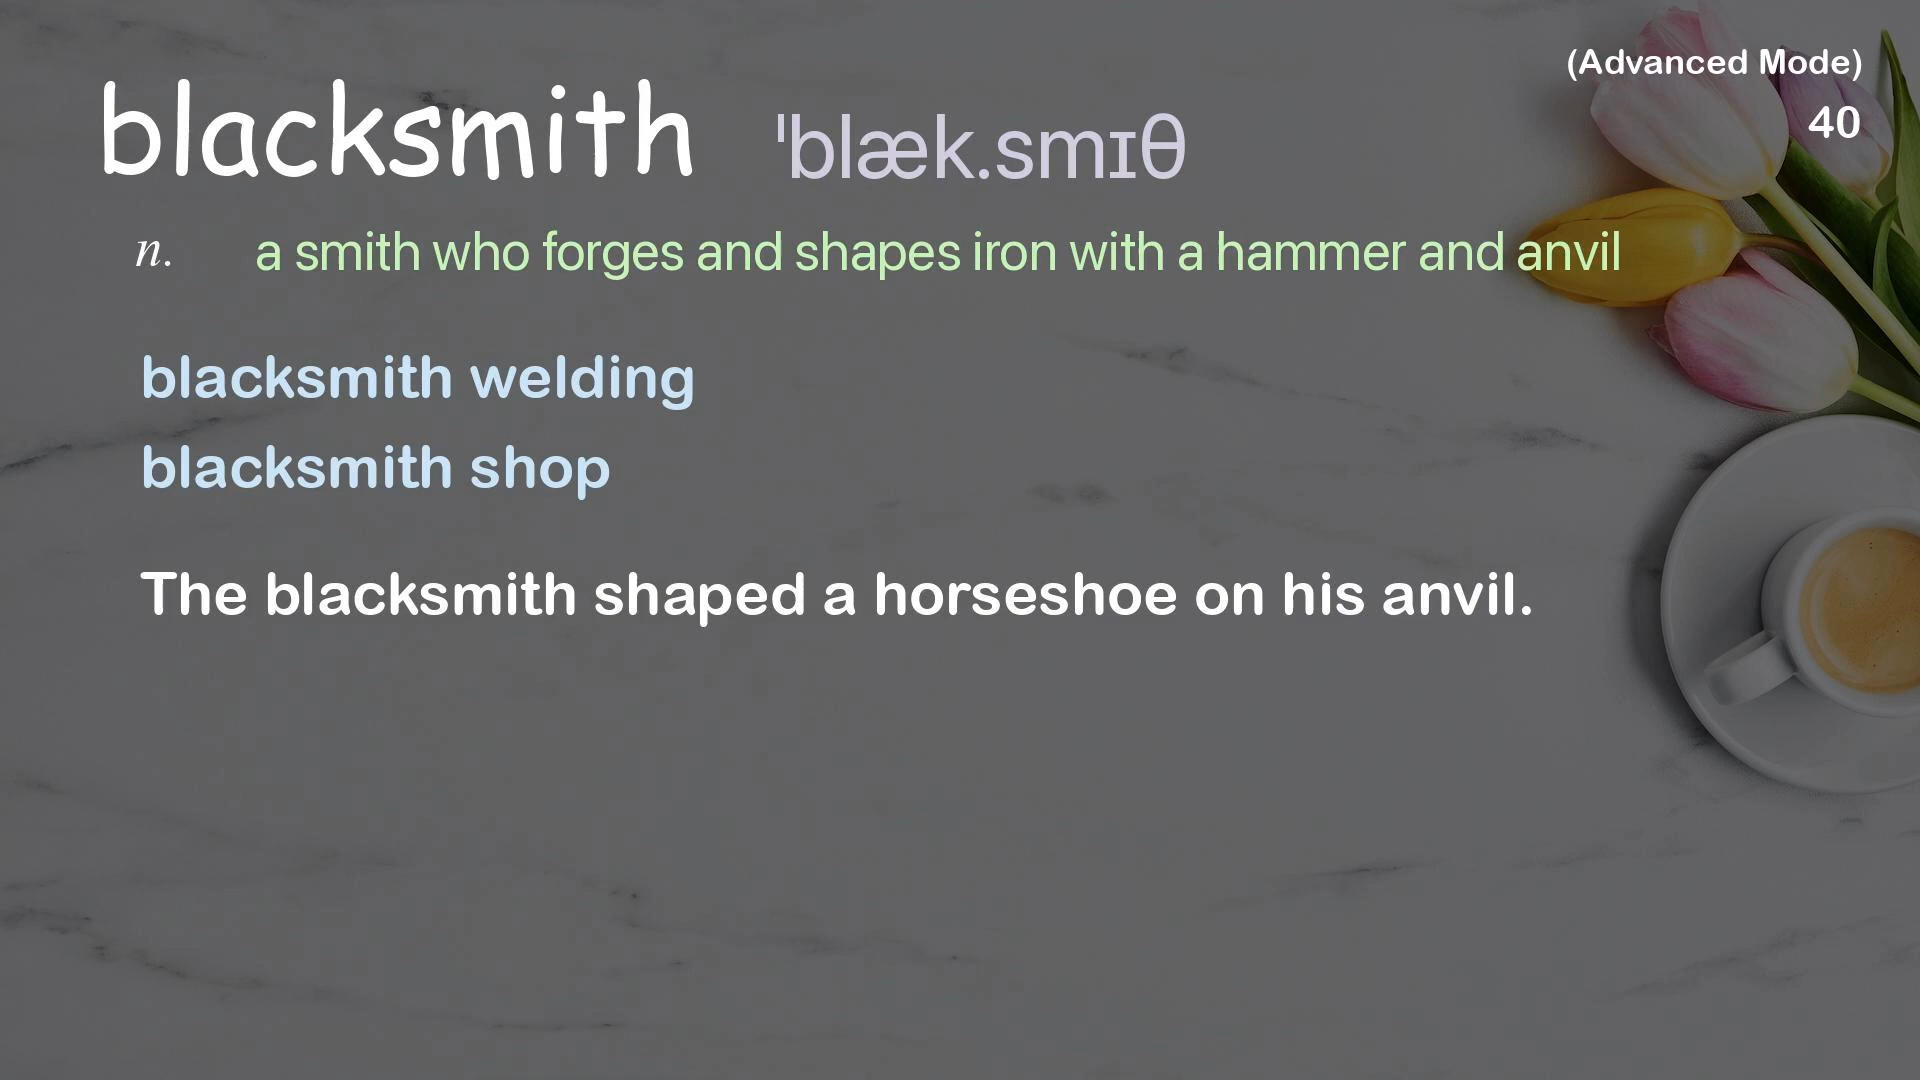 (Advanced Mode)
40
blacksmith ˈblæk.smɪθ
n. a smith who forges and shapes iron with a hammer and anvil
blacksmith welding
blacksmith shop
The blacksmith shaped a horseshoe on his anvil.